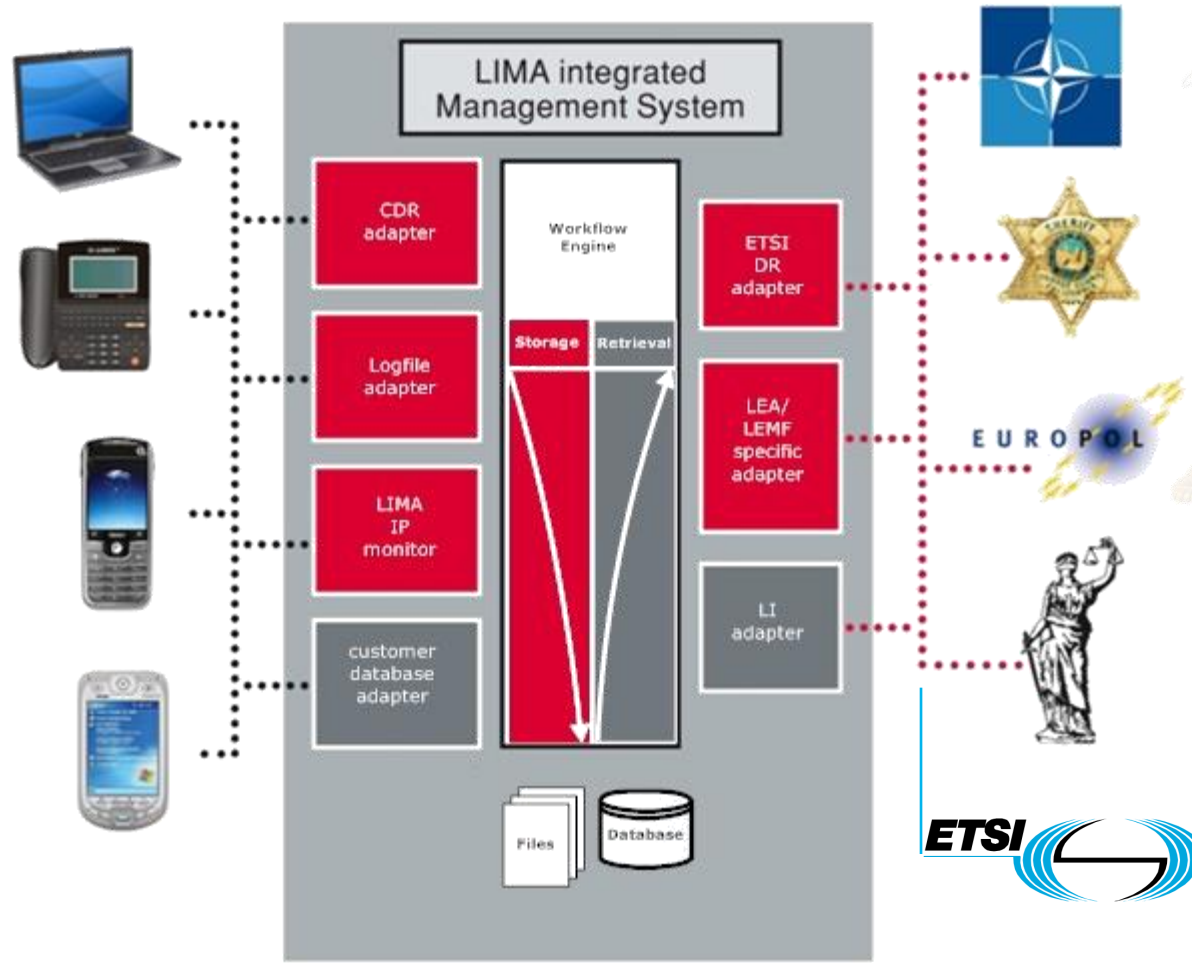 LIMA integrated
Management System
CDR
adapter
Logfile
adapter
LIMA
IP
monitor
customer
database
adapter
Workflow
Engine
Storage
Retrieval
Files
Database
ETSI
DR
adapter
LEA/
LEMF
specific
adapter
LI
adapter
SHERIFF
EUROPOL
ETSI